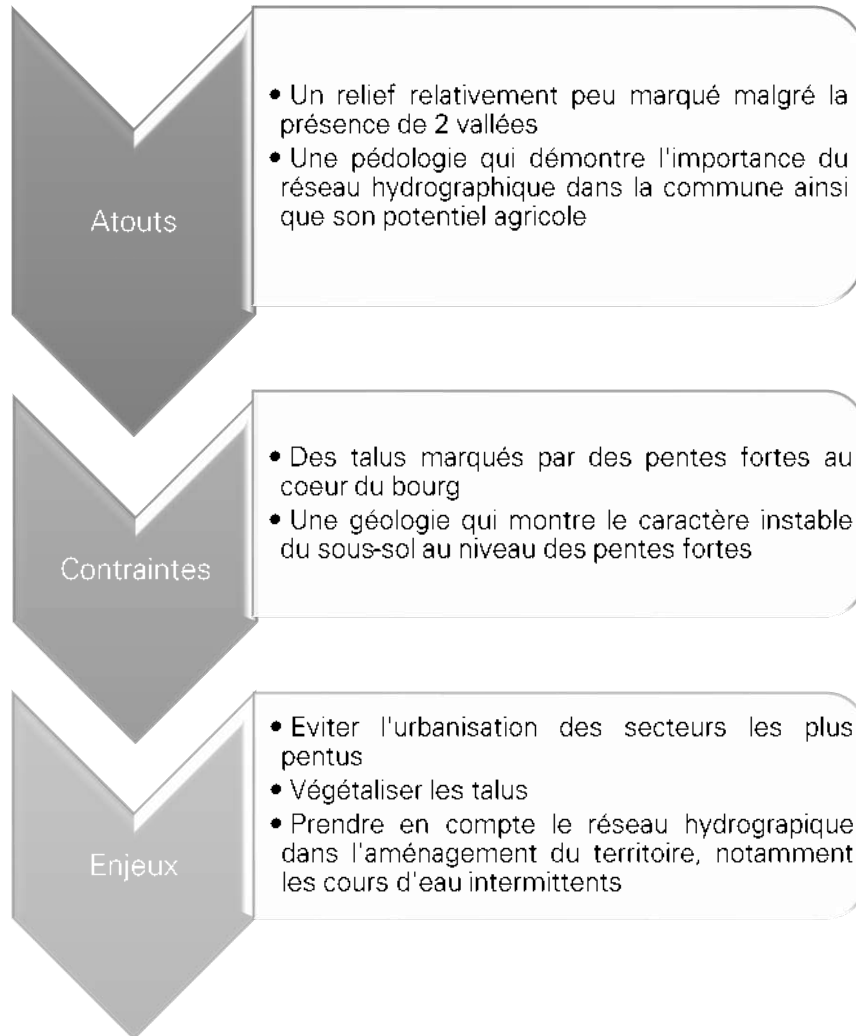 Atouts
• Un relief relativement peu marqué malgré la
présence de 2 vallées
• Une pédologie qui démontre l'importance du
réseau hydrographique dans la commune ainsi
que son potentiel agricole
Contraintes
• Des talus marqués par des pentes fortes au
coeur du bourg
• Une géologie qui montre le caractère instable
du sous-sol au niveau des pentes fortes
Enjeux
• Eviter l'urbanisation des secteurs les plus
pentus
• Végétaliser les talus
• Prendre en compte le réseau hydrograpique
dans l'aménagement du territoire, notamment
les cours d'eau intermittents